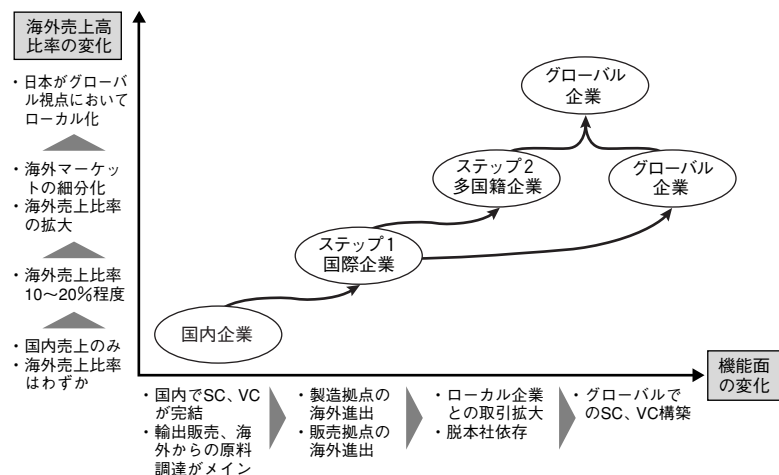 海外売上高
比率の変化
・日本がグローバ
ル視点において
ローカル化
・海外マーケッ
トの細分化
・海外売上比率
の拡大
・海外売上比率
10～20%程度
・国内売上のみ
・海外売上比率
はわずか
グローバル
企業
ステップ2
多国籍企業
グローバル
企業
ステップ1
国際企業
国内企業
機能面
の変化
・国内でSC、VC
が完結
・輸出販売、海
外からの原料
調達がメイン
・製造拠点の
海外進出
・販売拠点の
海外進出
・ローカル企業
との取引拡大
・脱本社依存
・グローバルで
のSC、VC構築